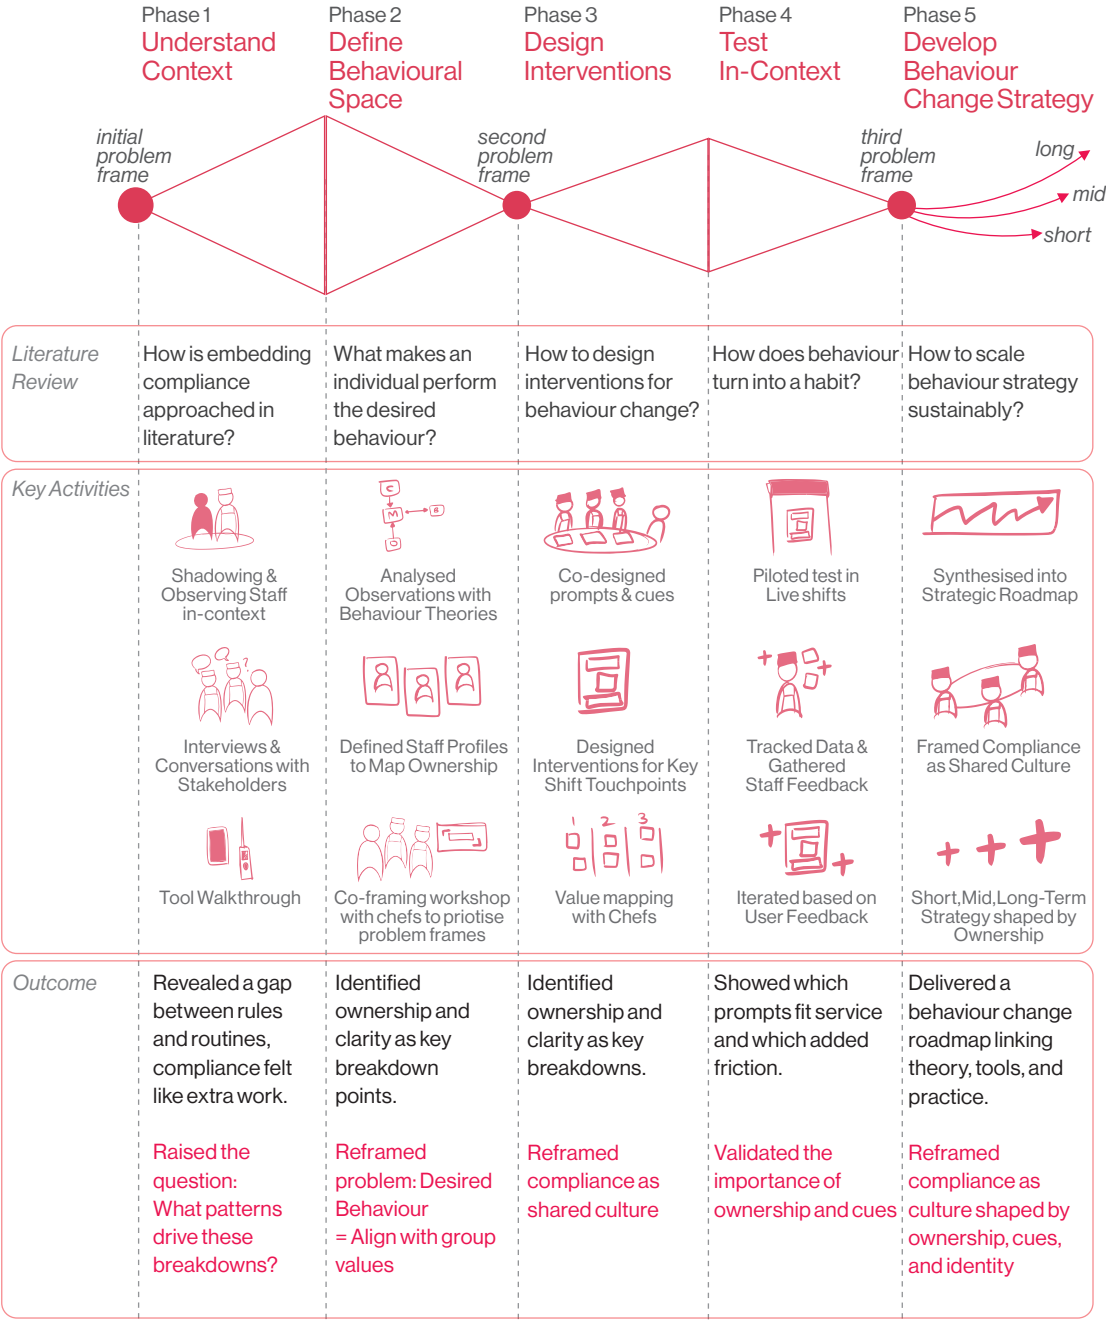 Phase 1
Understand
Context
Phase 2
Define
Behavioural
Space
Phase 3
Design
Interventions
Phase 4
Test
In-Context
Phase 5
Develop
Behaviour
Change Strategy
initial
problem
frame
second
problem
frame
third
problem
frame
long
mid
short
Literature
Review
How is embedding
compliance
approached in
literature?
What makes an
individual perform
the desired
behaviour?
How to design
interventions for
behaviour change?
How does behaviour
turn into a habit?
How to scale
behaviour strategy
sustainably?
Key Activities
C
M
B
O
Shadowing &
Observing Staff
in-context
Analysed
Observations with
Behaviour Theories
Co-designed
prompts & cues
Piloted test in
Live shifts
Synthesised into
Strategic Roadmap
?
Interviews &
Conversations with
Stakeholders
Defined Staff Profiles
to Map Ownership
Designed
Interventions for Key
Shift Touchpoints
Tracked Data &
Gathered
Staff Feedback
Framed Compliance
as Shared Culture
1 2 3
Tool Walkthrough
Co-framing workshop
with chefs to priotise
problem frames
Value mapping
with Chefs
Iterated based on
User Feedback
Short,Mid,Long-Term
Strategy shaped by
Ownership
Outcome
Revealed a gap
between rules
and routines,
compliance felt
like extra work.
Identified
ownership and
clarity as key
breakdown
points.
Identified
ownership and
clarity as key
breakdowns.
Showed which
prompts fit service
and which added
friction.
Delivered a
behaviour change
roadmap linking
theory, tools, and
practice.
Raised the
question:
What patterns
drive these
breakdowns?
Reframed
problem: Desired
Behaviour
= Align with group
values
Reframed
compliance as
shared culture
Validated the
importance of
ownership and cues
Reframed
compliance as
culture shaped by
ownership, cues,
and identity